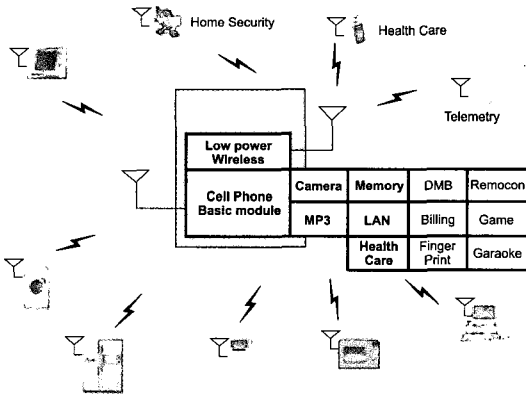 Home Security
Health Care
Telemetry
Low power
Wireless
Cell Phone
Basic module
Camera
Memory
DMB
Remocon
MP3
LAN
Billing
Game
Health
Care
Finger
Print
Garaoke